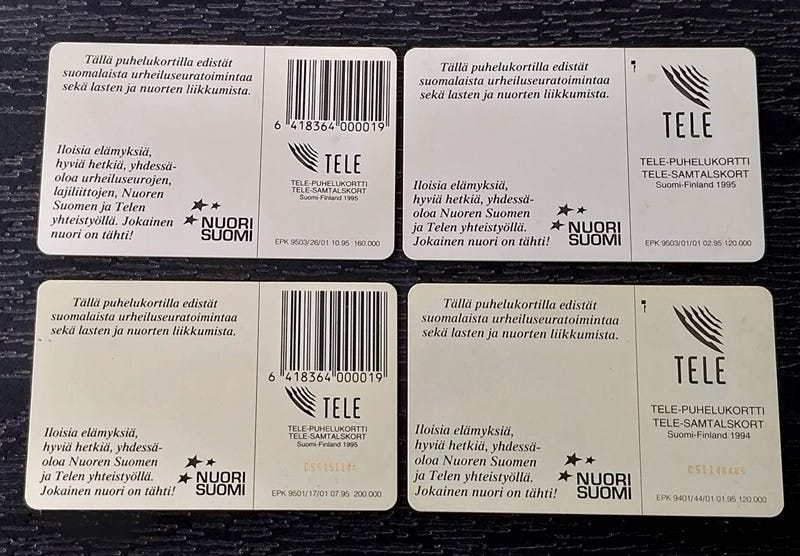 Tällä puhelukortilla edistät
suomalaista urheiluseuratoimintaa
sekä lasten ja nuorten liikkumista.
Iloisia elämyksiä,
hyviä hetkiä, yhdessä-
oloa urheiluseurojen,
lajiliittojen, Nuoren
Suomen ja Telen
yhteistyöllä. Jokainen
nuori on tähti!
NUORI
SUOMI
6 418364 000019
TELE
TELE-PUHELUKORTTI
TELE-SAMTALSKORT
Suomi-Finland 1995
EPK 9503/26/01 10.95 160.000
Tällä puhelukortilla edistät
suomalaista urheiluseuratoimintaa
sekä lasten ja nuorten liikkumista.
Iloisia elämyksiä,
hyviä hetkiä, yhdessä-
oloa Nuoren Suomen
ja Telen yhteistyöllä.
Jokainen nuori on tähti!
NUORI
SUOMI
TELE
TELE-PUHELUKORTTI
TELE-SAMTALSKORT
Suomi-Finland 1995
EPK 9503/01/01 02.95 120.000
Tällä puhelukortilla edistät
suomalaista urheiluseuratoimintaa
sekä lasten ja nuorten liikkumista.
Iloisia elämyksiä,
hyviä hetkiä, yhdessä-
oloa Nuoren Suomen
ja Telen yhteistyöllä.
Jokainen nuori on tähti!
NUORI
SUOMI
6 418364 000019
TELE
TELE-PUHELUKORTTI
TELE-SAMTALSKORT
Suomi-Finland 1995
EPK 9501/17/01 07.95 200.000
Tällä puhelukortilla edistät
suomalaista urheiluseuratoimintaa
sekä lasten ja nuorten liikkumista.
Iloisia elämyksiä,
hyviä hetkiä, yhdessä-
oloa Nuoren Suomen
ja Telen yhteistyöllä.
Jokainen nuori on tähti!
NUORI
SUOMI
TELE
TELE-PUHELUKORTTI
TELE-SAMTALSKORT
Suomi-Finland 1994
EPK 9401/44/01 01.95 120.000